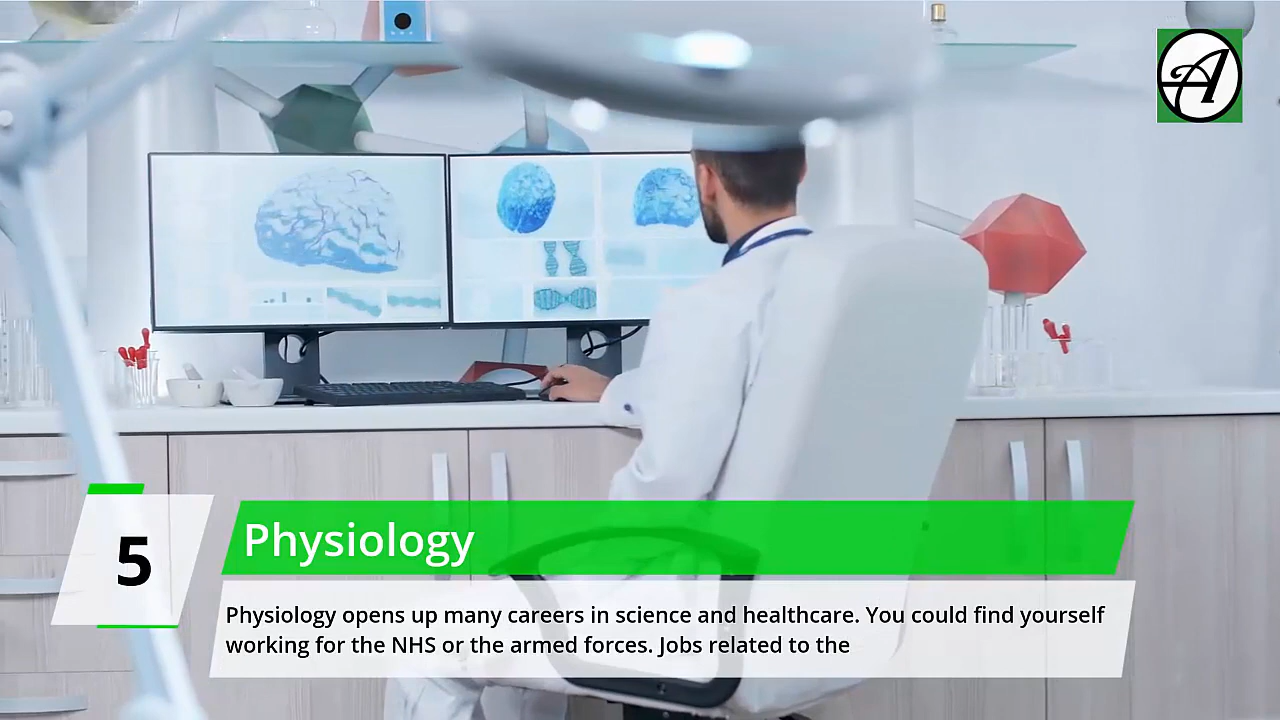 A
5
Physiology
Physiology opens up many careers in science and healthcare. You could find yourself
working for the NHS or the armed forces. Jobs related to the